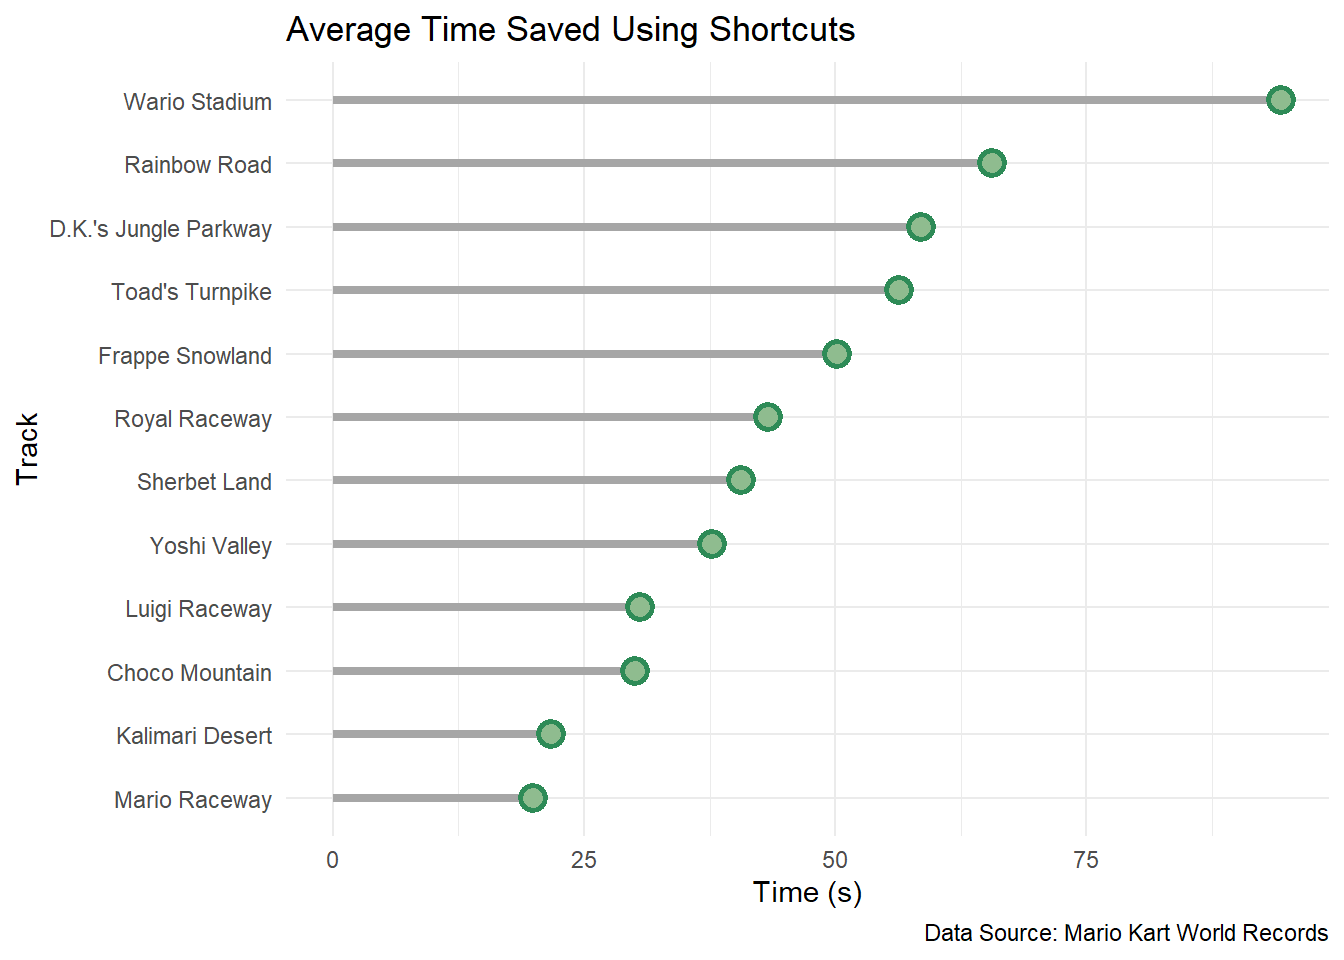 Average Time Saved Using Shortcuts
Track
Wario Stadium
Rainbow Road
D.K.'s Jungle Parkway
Toad's Turnpike
Frappe Snowland
Royal Raceway
Sherbet Land
Yoshi Valley
Luigi Raceway
Choco Mountain
Kalimari Desert
Mario Raceway
0 25 50 75
Time (s)
Data Source: Mario Kart World Records